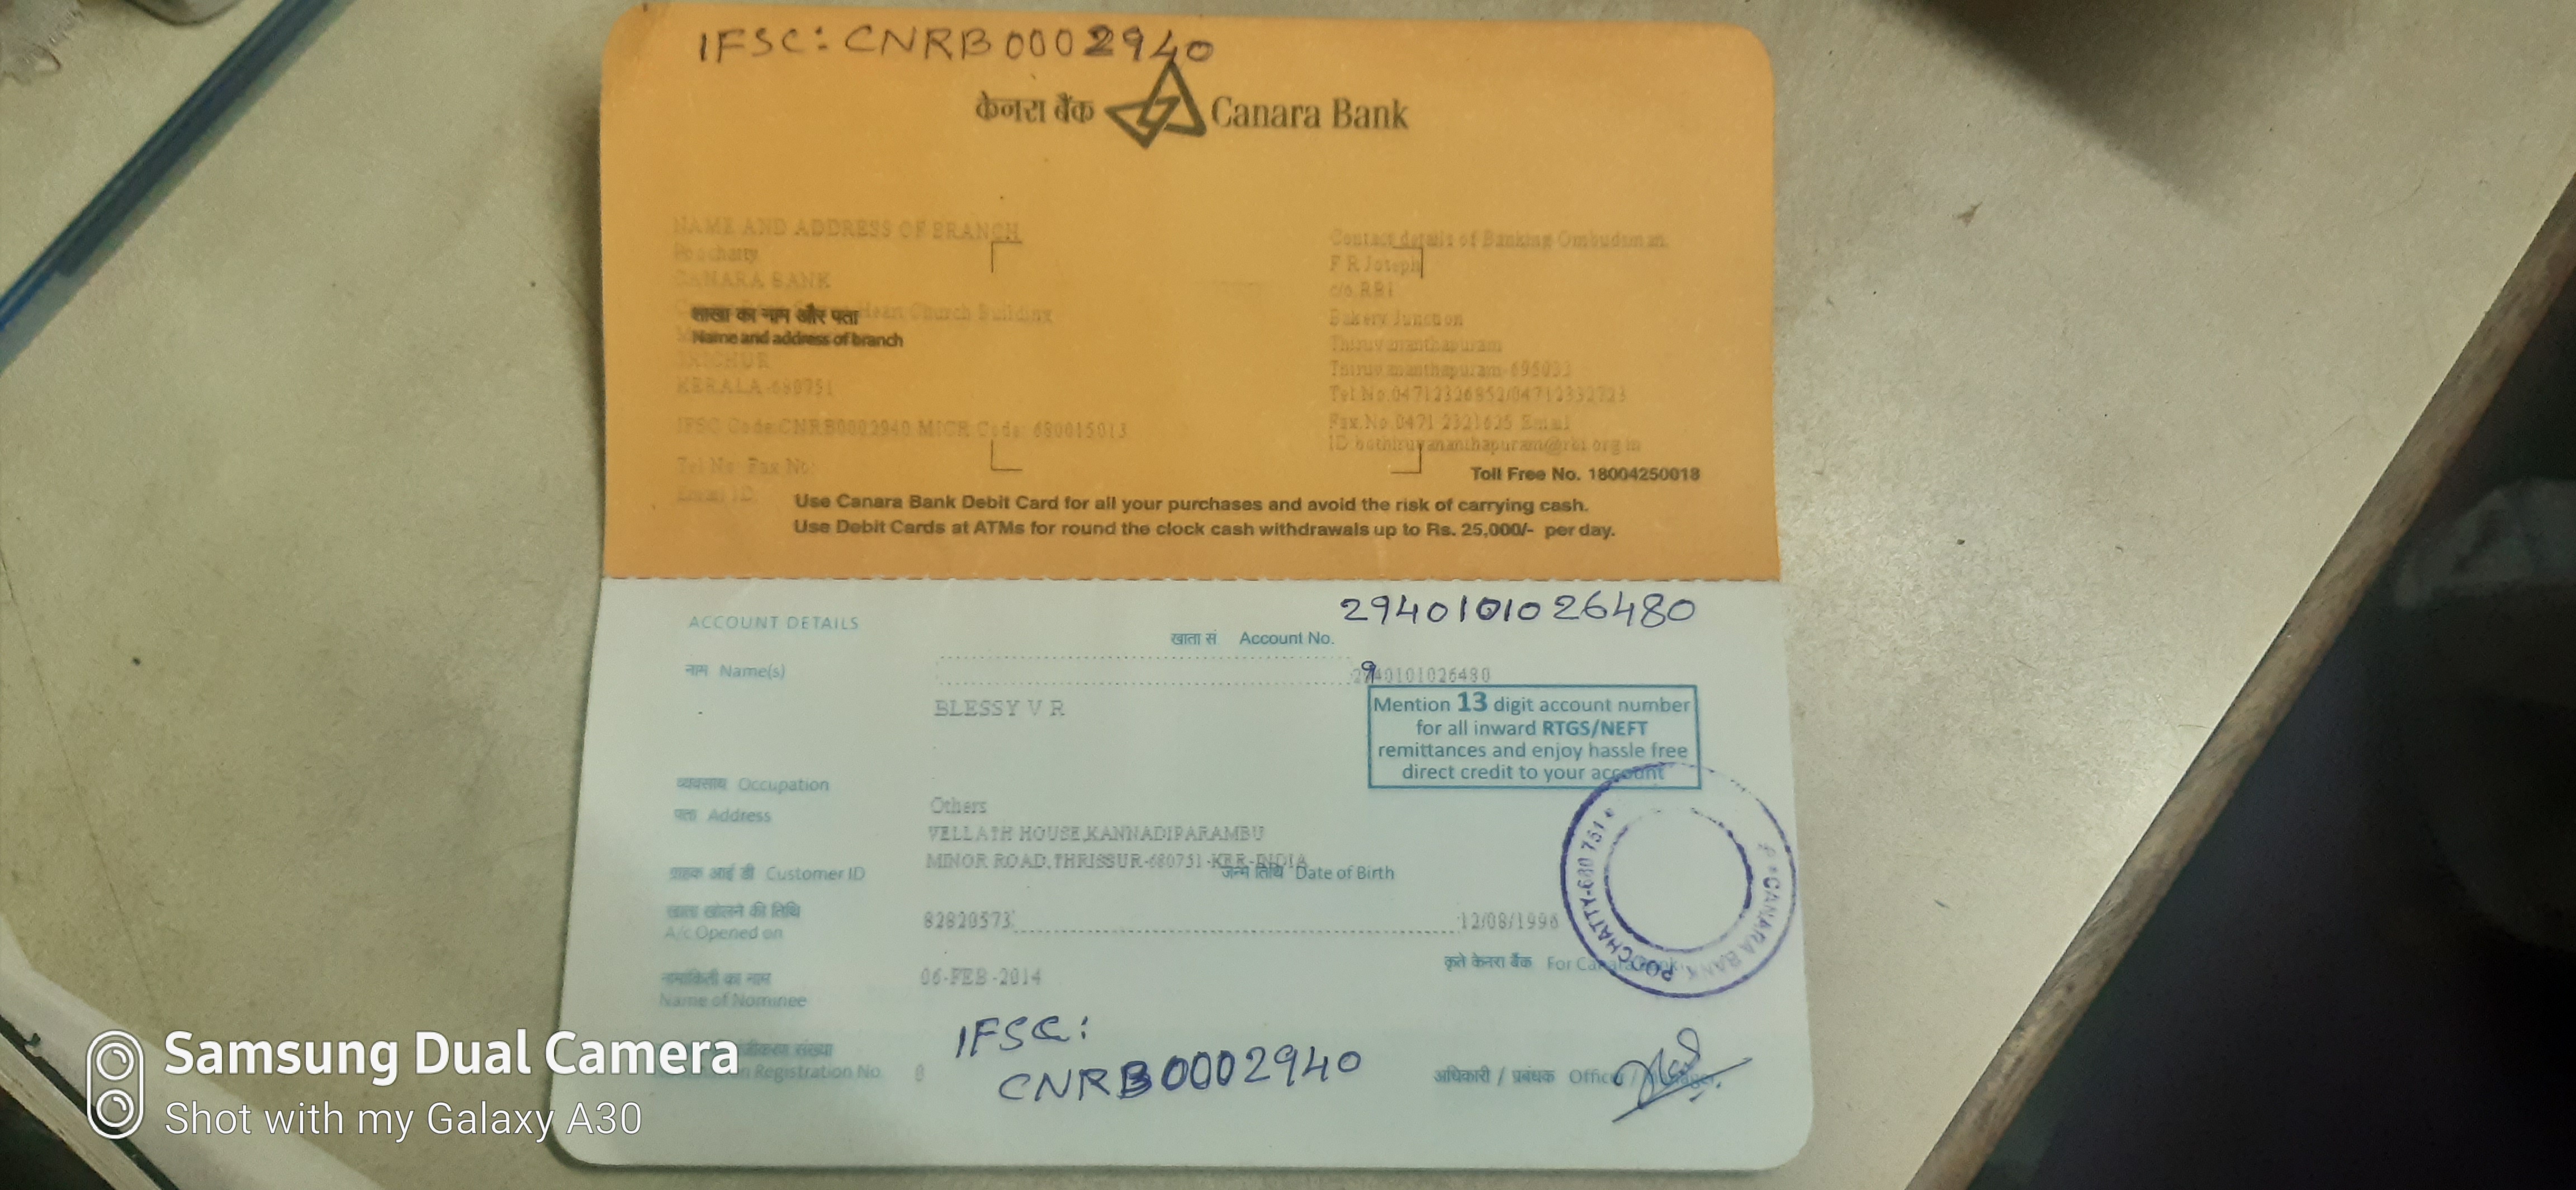 IFSC: CNRB0002940
केनरा बैंक Canara Bank
NAME AND ADDRESS OF BRANCH
Poochatty
CANARA BANK
Heart Church Building
शाखा का नाम और पता
Name and address of branch
TRICHUR
KERALA-680751
IFSC Code:CNRB0002940 MICR Code: 680015013
Tel No: Fax No:
Email ID:
Contact details of Banking Ombudsman
F R Joseph
c/o RBI
Bakery Junction
Thiruvananthapuram
Thiruvananthapuram-695033
Tel.No.04712326852/04712332723
Fax.No.0471 2321625 Email
ID bothiruvananthapuram@rbi.org.in
Toll Free No. 18004250018
Use Canara Bank Debit Card for all your purchases and avoid the risk of carrying cash.
Use Debit Cards at ATMs for round the clock cash withdrawals up to Rs. 25,000/- per day.
2940101026480
ACCOUNT DETAILS
खाता सं Account No.
नाम Name(s)
2940101026480
BLESSY V R
Mention 13 digit account number
for all inward RTGS/NEFT
remittances and enjoy hassle free
direct credit to your account
व्यवसाय Occupation
Others
पता Address
VELLATH HOUSE,KANNADIPARAMBU
MINOR ROAD,THRISSUR-680751-KER-INDIA
ग्राहक आई डी Customer ID
जन्म तिथि Date of Birth
खाता खोलने की तिथि
A/c Opened on
82820573
12/08/1996
कृते केनरा बैंक For Canara Bank
CANARA BANK
POOCHATTY-680 751
नामांकिती का नाम
Name of Nominee
06-FEB-2014
IFSC:
CNRB0002940
संख्या
Registration No.
अधिकारी / प्रबंधक Officer / Manager
Samsung Dual Camera
Shot with my Galaxy A30